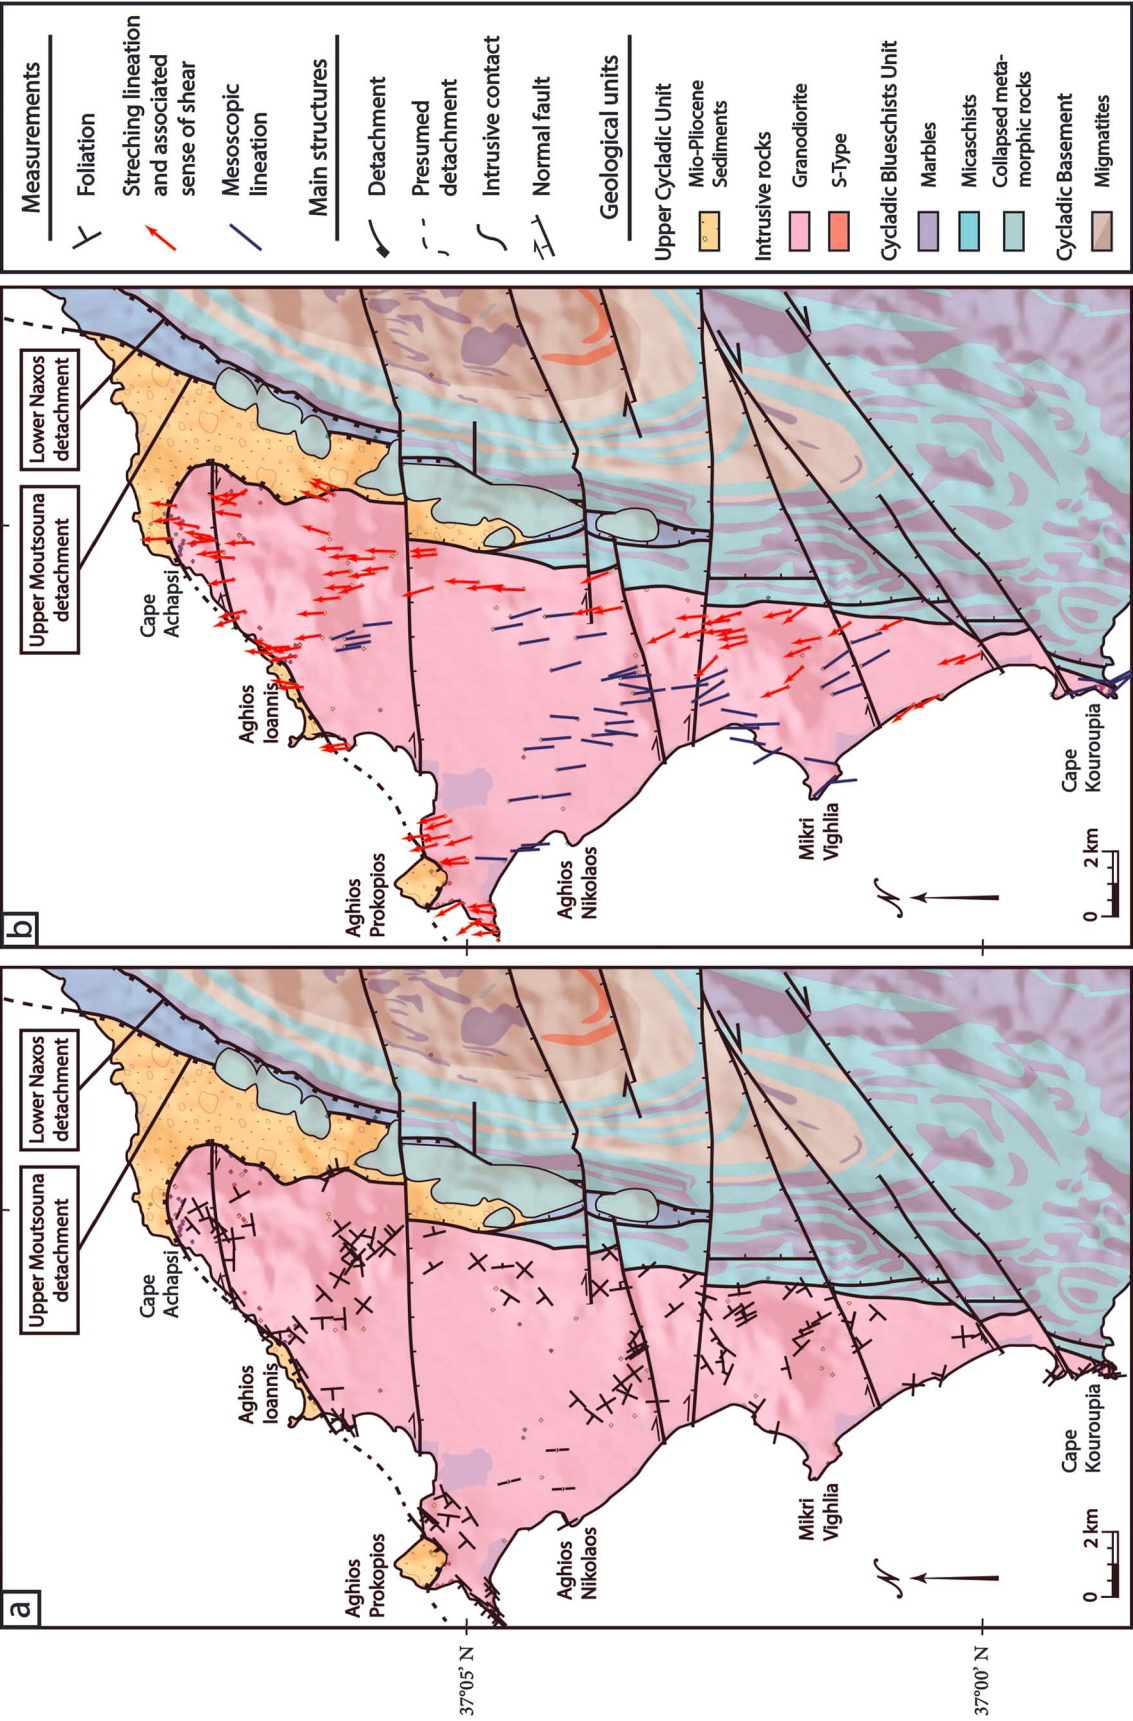 a
Upper Moutsouna
detachment
Lower Naxos
detachment
Cape
Achapsi
Aghios
Ioannis
Aghios
Prokopios
Aghios
Nikolaos
Mikri
Vighlia
Cape
Kouroupia
N
0
2 km
37°05' N
37°00' N
b
Upper Moutsouna
detachment
Lower Naxos
detachment
Cape
Achapsi
Aghios
Ioannis
Aghios
Prokopios
Aghios
Nikolaos
Mikri
Vighlia
Cape
Kouroupia
N
0
2 km
Measurements
Foliation
Streching lineation
and associated
sense of shear
Mesoscopic
lineation
Main structures
Detachment
Presumed
detachment
Intrusive contact
Normal fault
Geological units
Upper Cycladic Unit
Mio-Pliocene
Sediments
Intrusive rocks
Granodiorite
S-Type
Cycladic Blueschists Unit
Marbles
Micaschists
Collapsed meta-
morphic rocks
Cycladic Basement
Migmatites